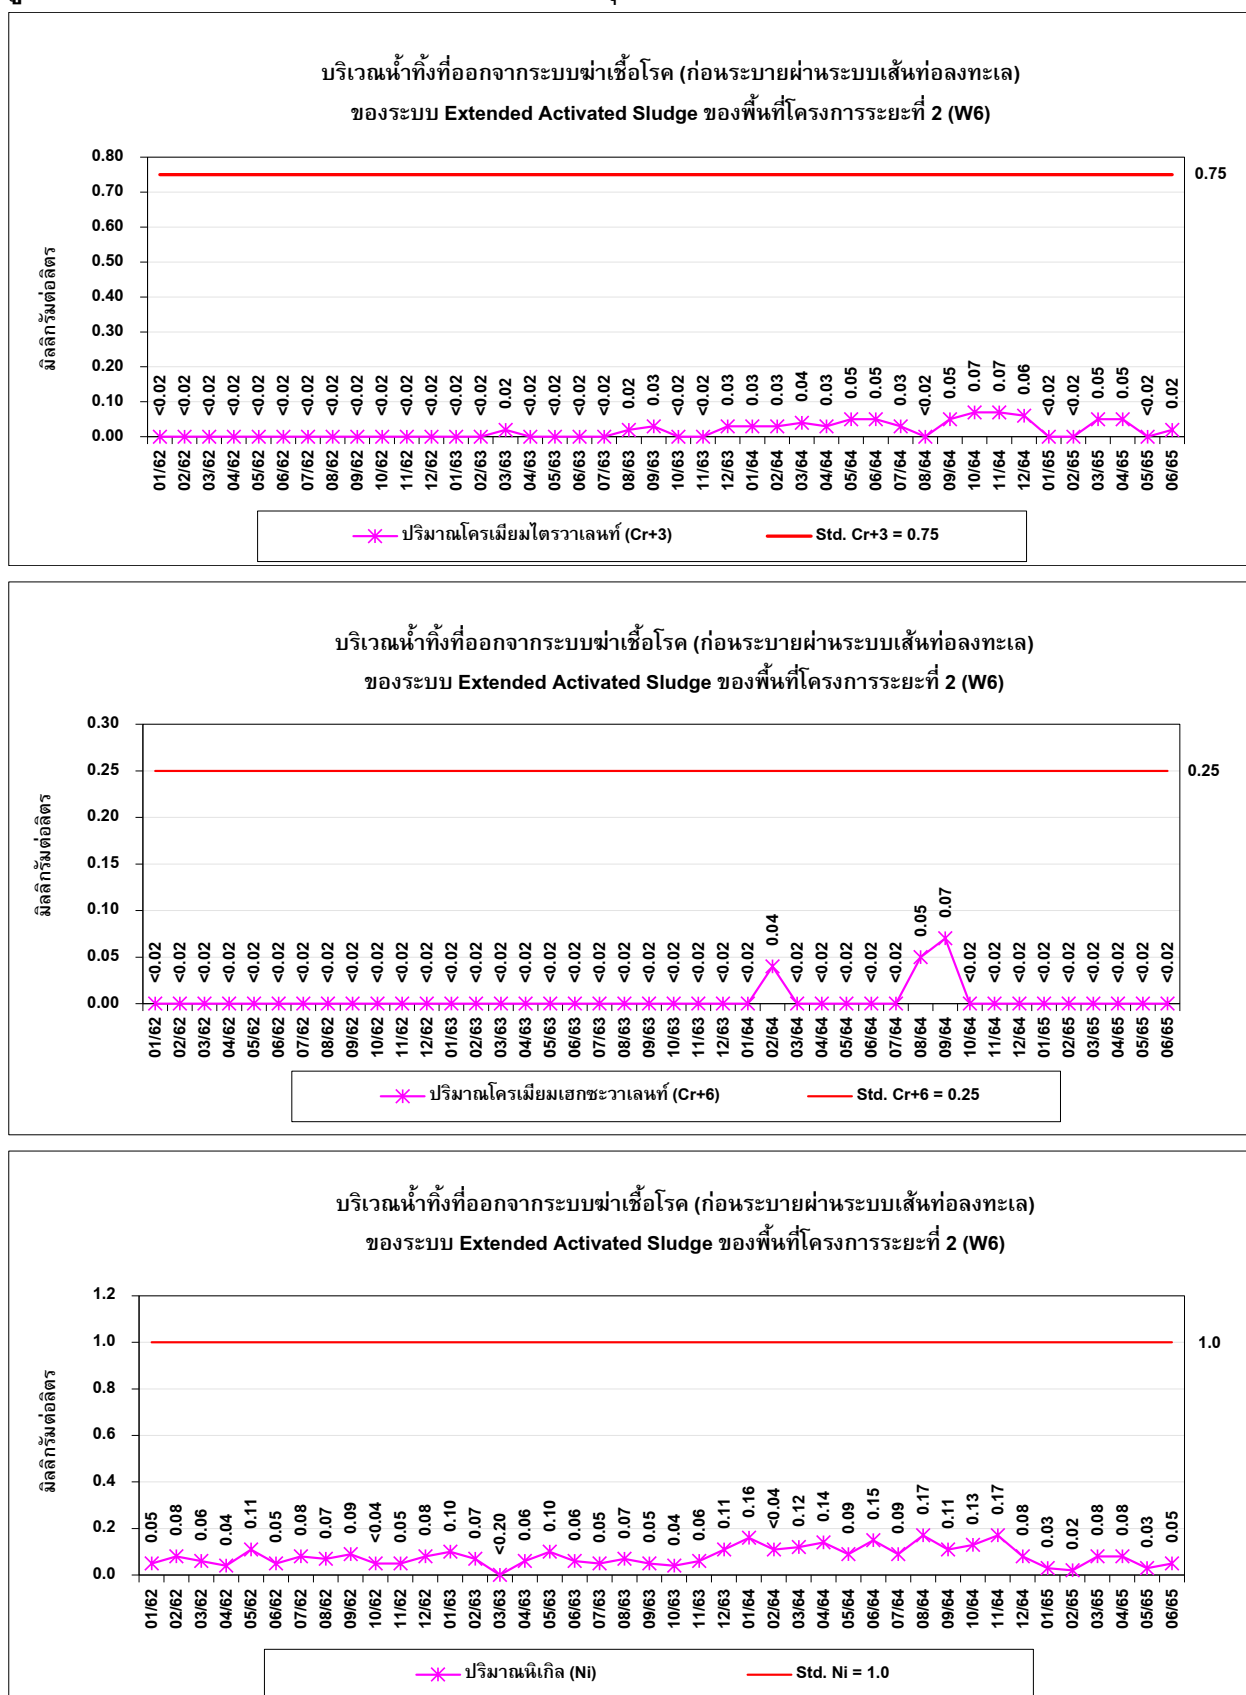 บริเวณน้ำทิ้งที่ออกจากระบบฆ่าเชื้อโรค (ก่อนระบายผ่านระบบเส้นท่อลงทะเล)
ของระบบ Extended Activated Sludge ของพื้นที่โครงการระยะที่ 2 (W6)
0.80
0.70
0.60
0.50
0.40
0.30
0.20
0.10
0.00
มิลลิกรัมต่อลิตร
0.75
<0.02 <0.02 <0.02 <0.02 <0.02 <0.02 <0.02 <0.02 <0.02 <0.02 <0.02 <0.02 <0.02 <0.02 0.02 <0.02 <0.02 <0.02 <0.02 0.02 0.03 <0.02 <0.02 0.03 0.03 0.03 0.04 0.03 0.05 0.05 0.03 <0.02 0.05 0.07 0.07 0.06 <0.02 <0.02 0.05 0.05 <0.02 0.02
01/62 02/62 03/62 04/62 05/62 06/62 07/62 08/62 09/62 10/62 11/62 12/62 01/63 02/63 03/63 04/63 05/63 06/63 07/63 08/63 09/63 10/63 11/63 12/63 01/64 02/64 03/64 04/64 05/64 06/64 07/64 08/64 09/64 10/64 11/64 12/64 01/65 02/65 03/65 04/65 05/65 06/65
ปริมาณโครเมียมไตรวาเลนท์ (Cr+3) Std. Cr+3 = 0.75
บริเวณน้ำทิ้งที่ออกจากระบบฆ่าเชื้อโรค (ก่อนระบายผ่านระบบเส้นท่อลงทะเล)
ของระบบ Extended Activated Sludge ของพื้นที่โครงการระยะที่ 2 (W6)
0.30
0.25
0.20
0.15
0.10
0.05
0.00
มิลลิกรัมต่อลิตร
0.25
<0.02 <0.02 <0.02 <0.02 <0.02 <0.02 <0.02 <0.02 <0.02 <0.02 <0.02 <0.02 <0.02 <0.02 <0.02 <0.02 <0.02 <0.02 <0.02 <0.02 <0.02 <0.02 <0.02 <0.02 <0.02 0.04 <0.02 <0.02 <0.02 <0.02 <0.02 0.05 0.07 <0.02 <0.02 <0.02 <0.02 <0.02 <0.02 <0.02 <0.02 <0.02
01/62 02/62 03/62 04/62 05/62 06/62 07/62 08/62 09/62 10/62 11/62 12/62 01/63 02/63 03/63 04/63 05/63 06/63 07/63 08/63 09/63 10/63 11/63 12/63 01/64 02/64 03/64 04/64 05/64 06/64 07/64 08/64 09/64 10/64 11/64 12/64 01/65 02/65 03/65 04/65 05/65 06/65
ปริมาณโครเมียมเฮกซะวาเลนท์ (Cr+6) Std. Cr+6 = 0.25
บริเวณน้ำทิ้งที่ออกจากระบบฆ่าเชื้อโรค (ก่อนระบายผ่านระบบเส้นท่อลงทะเล)
ของระบบ Extended Activated Sludge ของพื้นที่โครงการระยะที่ 2 (W6)
1.2
1.0
0.8
0.6
0.4
0.2
0.0
มิลลิกรัมต่อลิตร
1.0
0.05 0.08 0.06 0.04 0.11 0.05 0.08 0.07 0.09 <0.04 0.05 0.08 0.10 0.07 <0.20 0.06 0.10 0.06 0.05 0.07 0.05 0.04 0.06 0.11 0.16 <0.04 0.12 0.14 0.09 0.15 0.09 0.17 0.11 0.13 0.17 0.08 0.03 0.02 0.08 0.08 0.03 0.05
01/62 02/62 03/62 04/62 05/62 06/62 07/62 08/62 09/62 10/62 11/62 12/62 01/63 02/63 03/63 04/63 05/63 06/63 07/63 08/63 09/63 10/63 11/63 12/63 01/64 02/64 03/64 04/64 05/64 06/64 07/64 08/64 09/64 10/64 11/64 12/64 01/65 02/65 03/65 04/65 05/65 06/65
ปริมาณนิเกิล (Ni) Std. Ni = 1.0